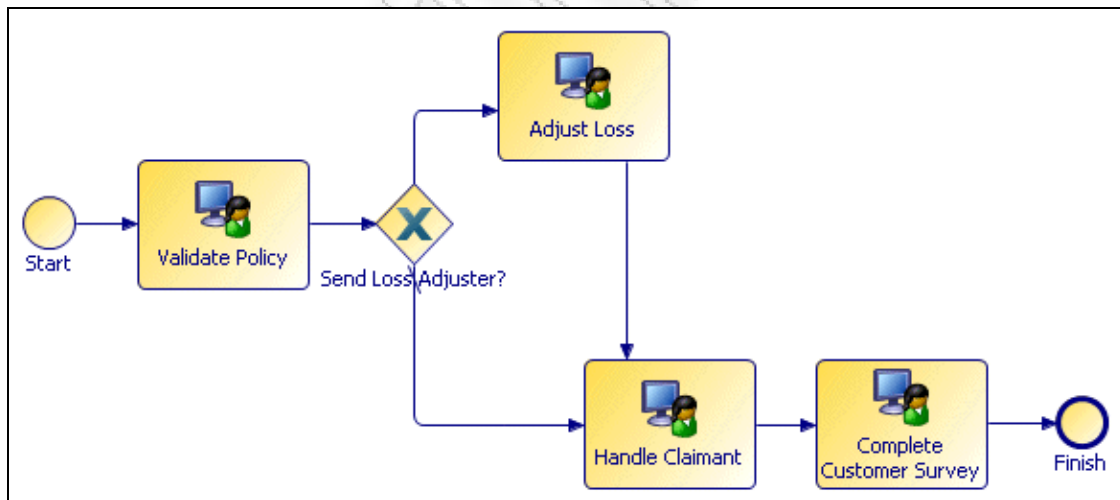 Adjust Loss
Start
Validate Policy
Send Loss Adjuster?
Handle Claimant
Complete
Customer Survey
Finish